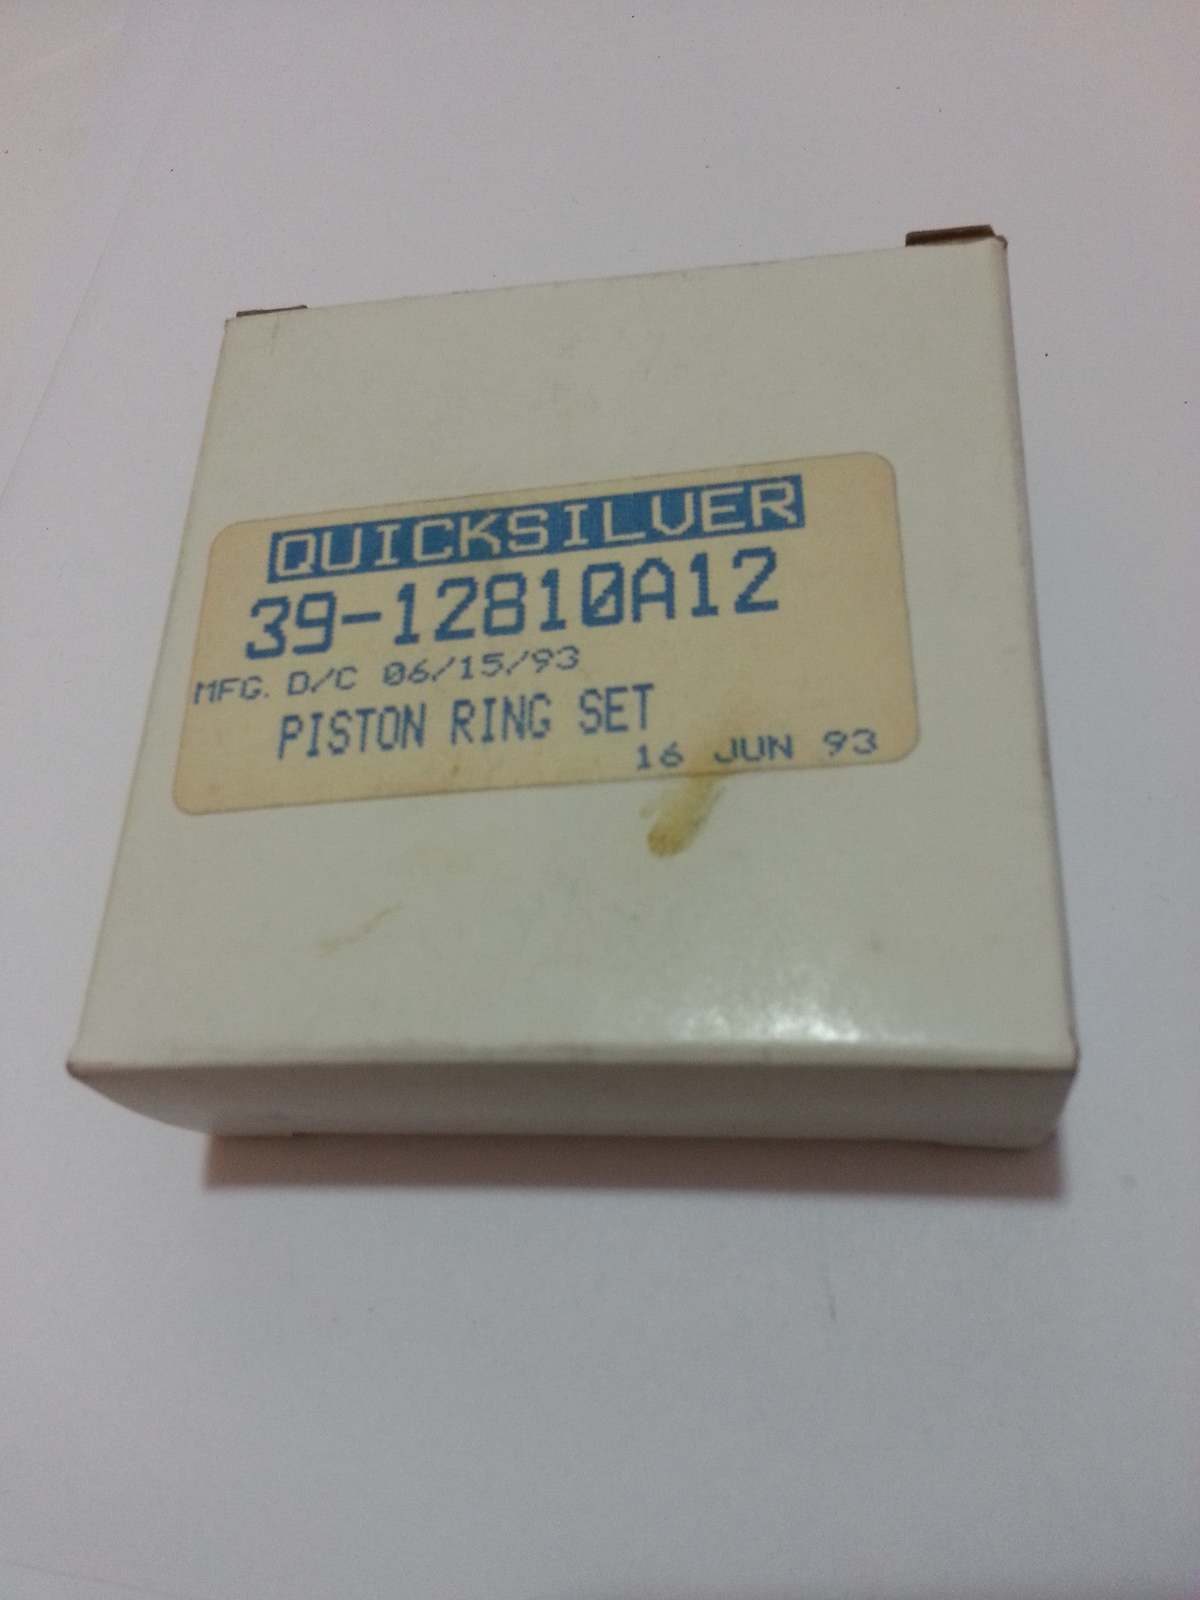 QUICKSILVER
39-12810A12
MFG. D/C 06/15/93
PISTON RING SET
16 JUN 93